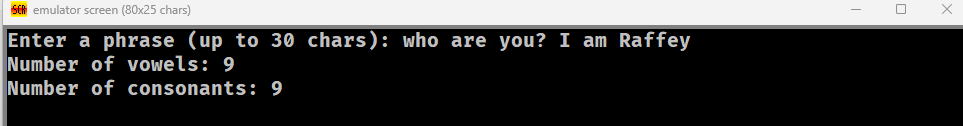 emulator screen (80x25 chars)
Enter a phrase (up to 30 chars): who are you? I am Raffey
Number of vowels: 9
Number of consonants: 9